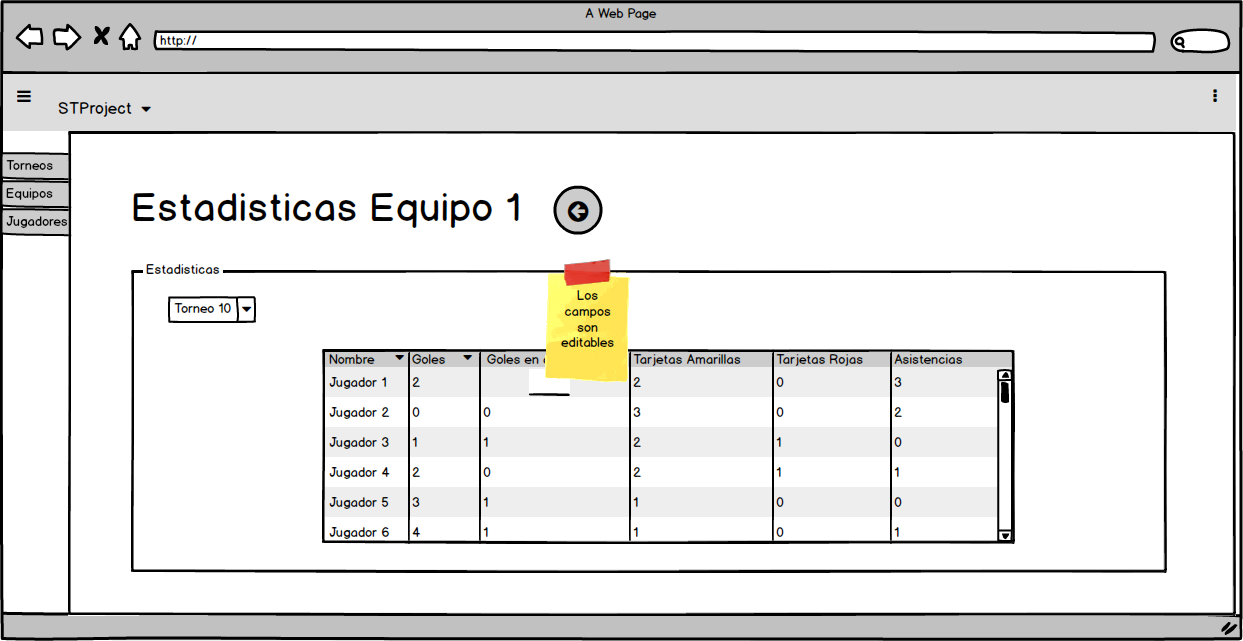 A Web Page
http://
STProject
Torneos
Equipos
Jugadores
Estadisticas Equipo 1
Estadisticas
Torneo 10
Los
campos
son
editables
Nombre Goles Goles en Tarjetas Amarillas Tarjetas Rojas Asistencias
Jugador 1 2 2 0 3
Jugador 2 0 0 3 0 2
Jugador 3 1 1 2 1 0
Jugador 4 2 0 2 1 1
Jugador 5 3 1 1 0 0
Jugador 6 4 1 1 0 1